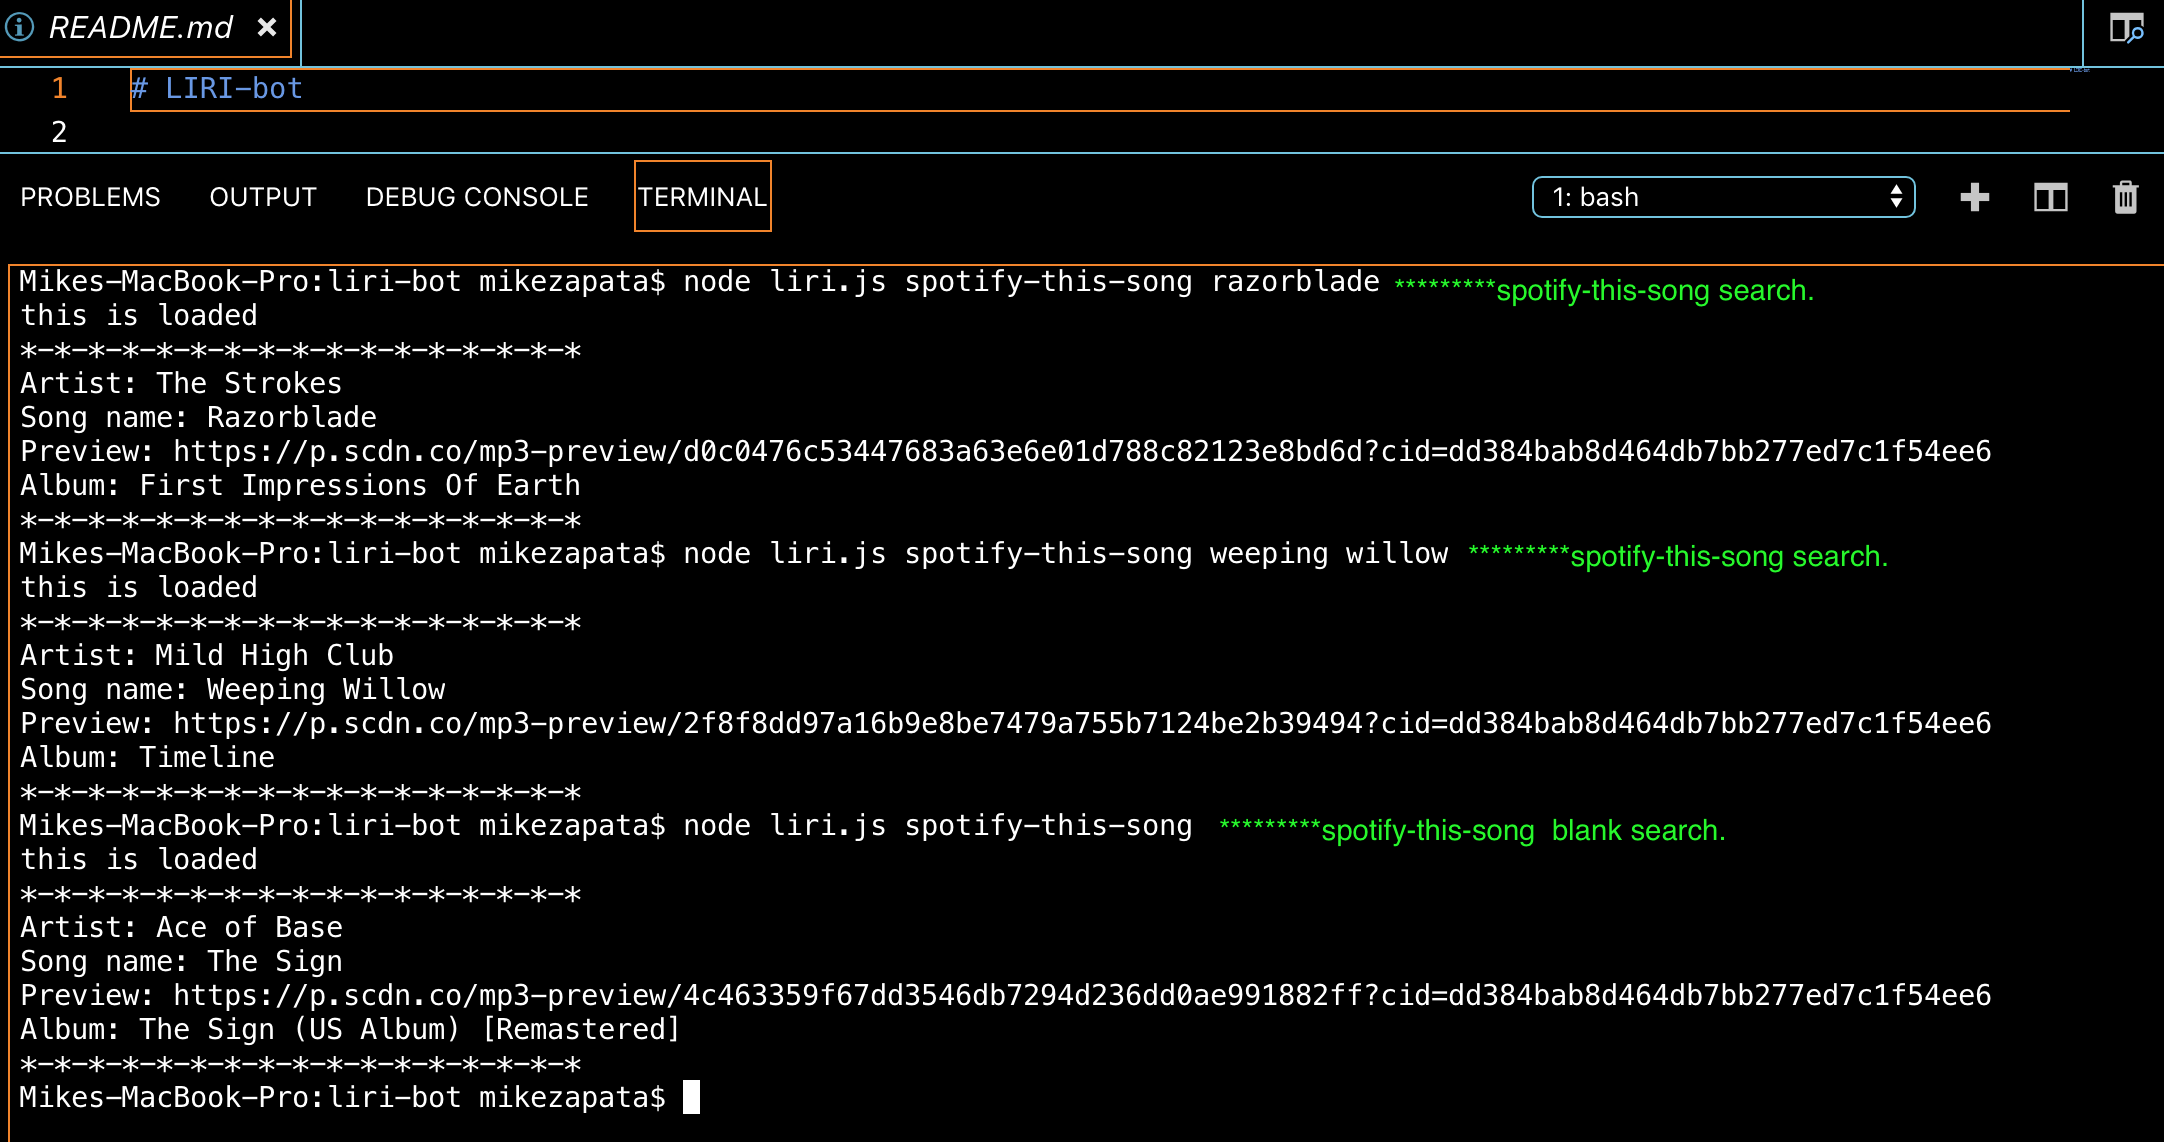 README.md
1 # LIRI-bot
2
PROBLEMS OUTPUT DEBUG CONSOLE TERMINAL 1: bash
Mikes-MacBook-Pro:liri-bot mikezapata$ node liri.js spotify-this-song razorblade *********spotify-this-song search.
this is loaded
*-*-*-*-*-*-*-*-*-*-*-*-*-*-*-*-*
Artist: The Strokes
Song name: Razorblade
Preview: https://p.scdn.co/mp3-preview/d0c0476c53447683a63e6e01d788c82123e8bd6d?cid=dd384bab8d464db7bb277ed7c1f54ee6
Album: First Impressions Of Earth
*-*-*-*-*-*-*-*-*-*-*-*-*-*-*-*-*
Mikes-MacBook-Pro:liri-bot mikezapata$ node liri.js spotify-this-song weeping willow *********spotify-this-song search.
this is loaded
*-*-*-*-*-*-*-*-*-*-*-*-*-*-*-*-*
Artist: Mild High Club
Song name: Weeping Willow
Preview: https://p.scdn.co/mp3-preview/2f8f8dd97a16b9e8be7479a755b7124be2b39494?cid=dd384bab8d464db7bb277ed7c1f54ee6
Album: Timeline
*-*-*-*-*-*-*-*-*-*-*-*-*-*-*-*-*
Mikes-MacBook-Pro:liri-bot mikezapata$ node liri.js spotify-this-song *********spotify-this-song  blank search.
this is loaded
*-*-*-*-*-*-*-*-*-*-*-*-*-*-*-*-*
Artist: Ace of Base
Song name: The Sign
Preview: https://p.scdn.co/mp3-preview/4c463359f67dd3546db7294d236dd0ae991882ff?cid=dd384bab8d464db7bb277ed7c1f54ee6
Album: The Sign (US Album) [Remastered]
*-*-*-*-*-*-*-*-*-*-*-*-*-*-*-*-*
Mikes-MacBook-Pro:liri-bot mikezapata$